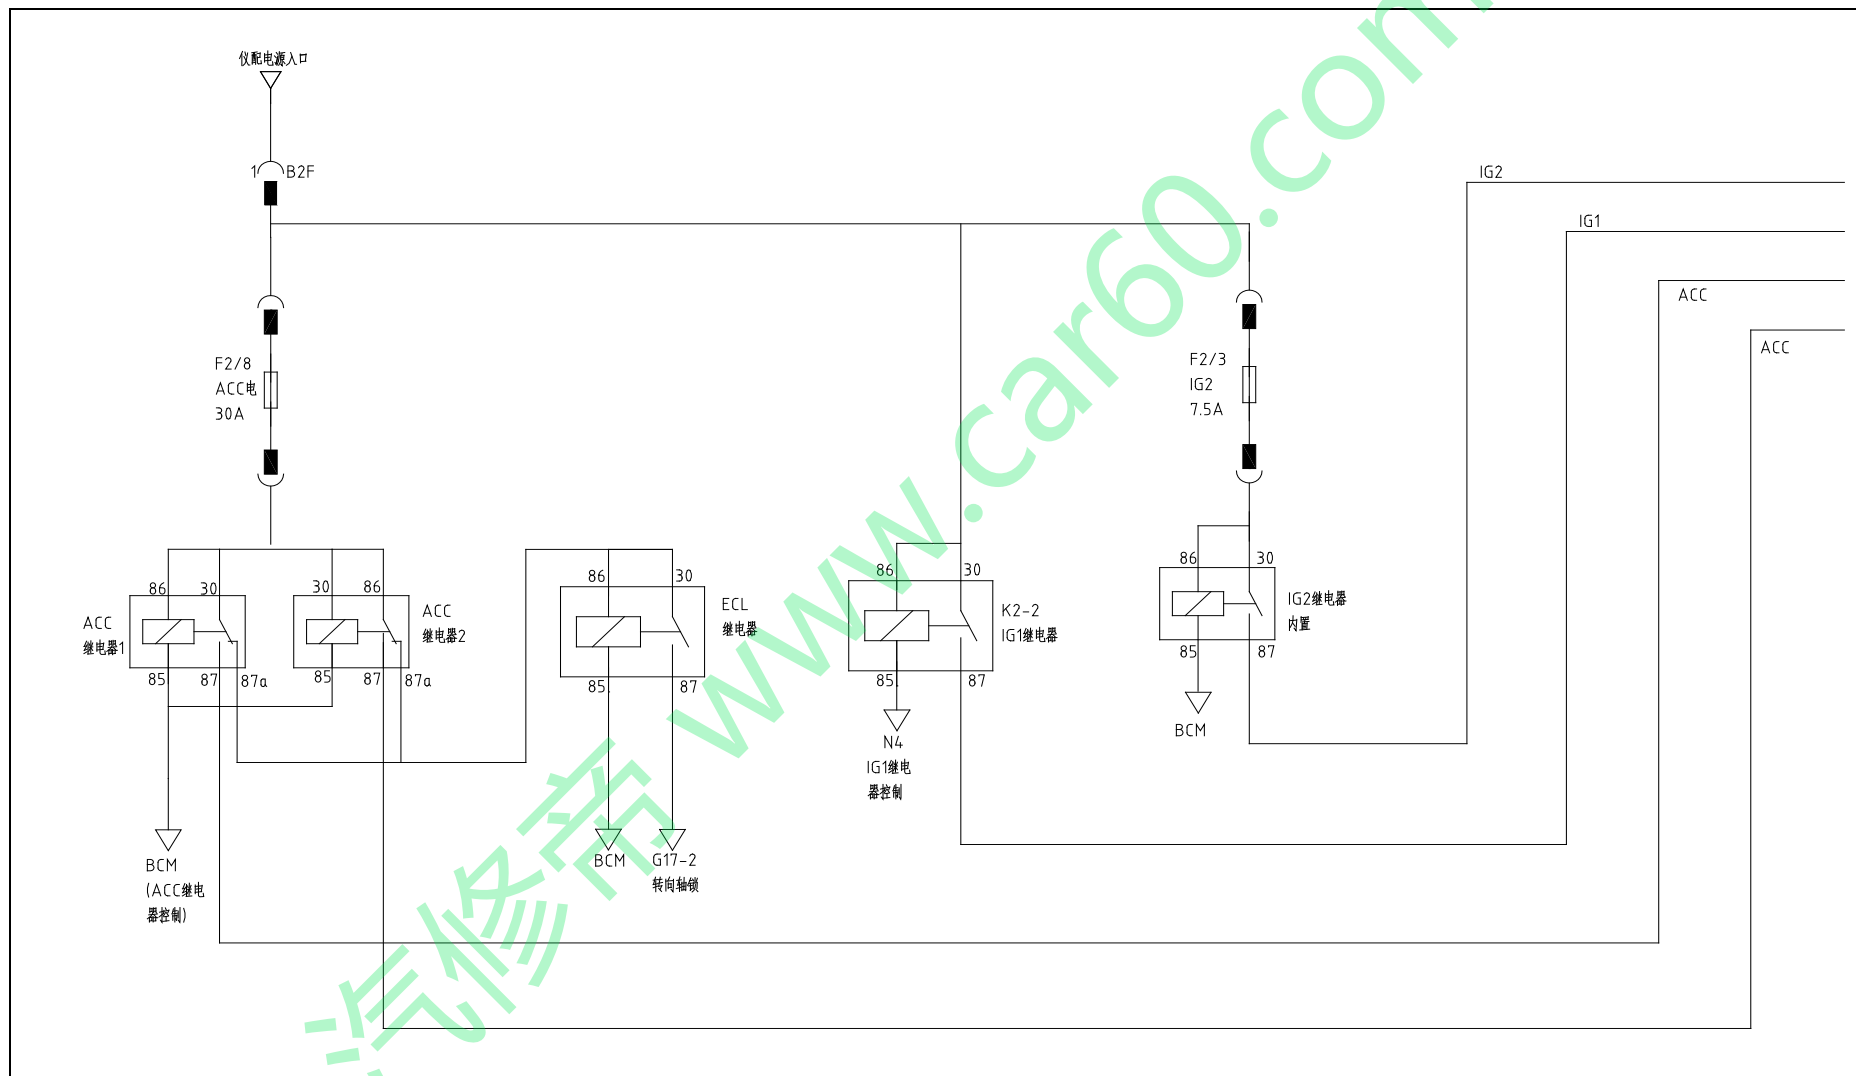 仪配电源入口
1
B2F
IG2
IG1
ACC
ACC
F2/8
ACC电
30A
F2/3
IG2
7.5A
86
30
30
86
86
30
86
30
86
30
ACC
继电器1
ACC
继电器2
ECL
继电器
K2-2
IG1继电器
IG2继电器
内置
85
87
87a
85
87
87a
85
87
85
87
85
87
BCM
N4
IG1继电
器控制
BCM
(ACC继电
器控制)
BCM
G17-2
转向轴锁
汽修帝 www.car60.com